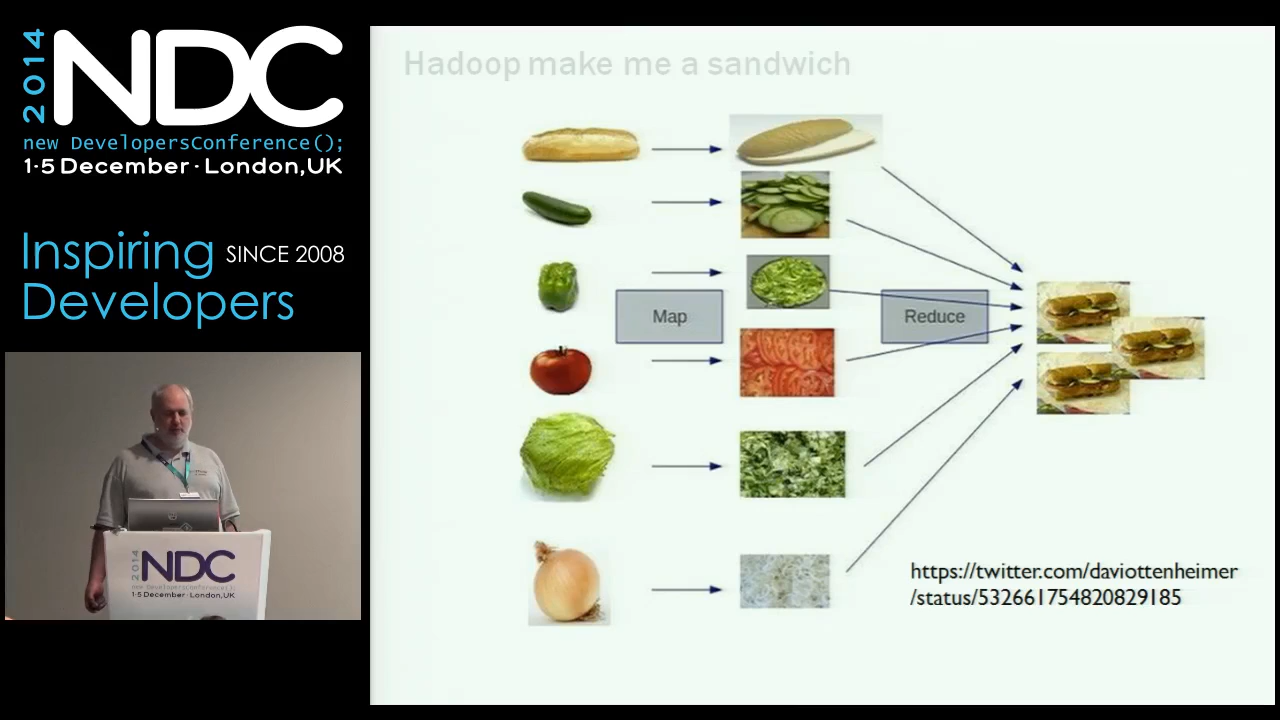 2014
NDC
new DevelopersConference();
1-5 December · London, UK
Inspiring SINCE 2008
Developers
2014
NDC
new DevelopersConference();
1-5 December · London, UK
Hadoop make me a sandwich
Map
Reduce
https://twitter.com/daviottenheimer
/status/532661754820829185